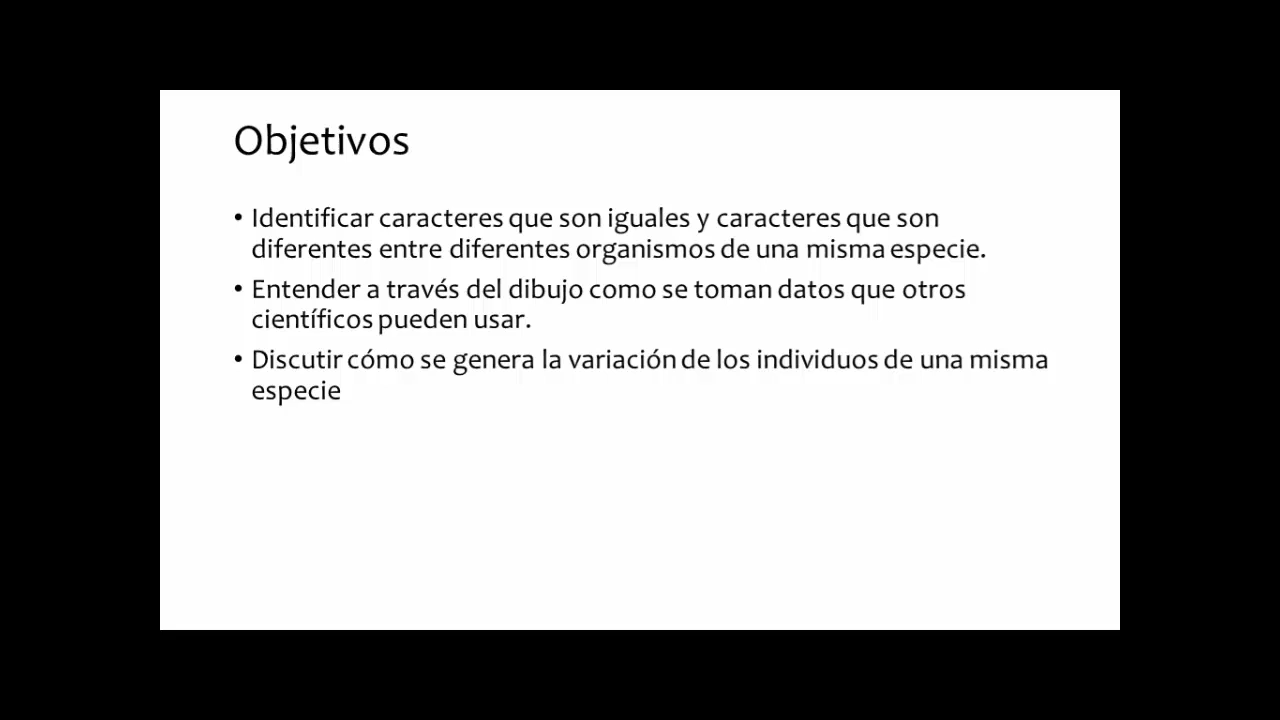 Objetivos
• Identificar caracteres que son iguales y caracteres que son
diferentes entre diferentes organismos de una misma especie.
• Entender a través del dibujo como se toman datos que otros
científicos pueden usar.
• Discutir cómo se genera la variación de los individuos de una misma
especie